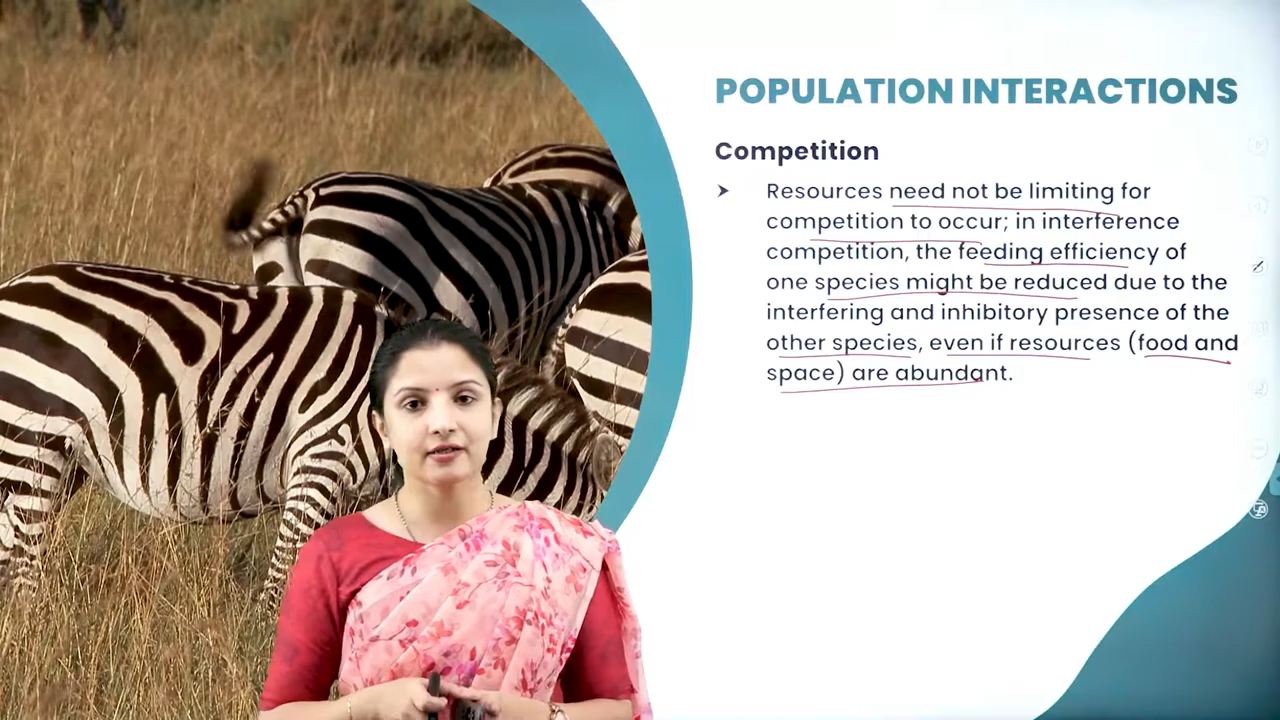 POPULATION INTERACTIONS
Competition
➤ Resources need not be limiting for
competition to occur; in interference
competition, the feeding efficiency of
one species might be reduced due to the
interfering and inhibitory presence of the
other species, even if resources (food and
space) are abundant.